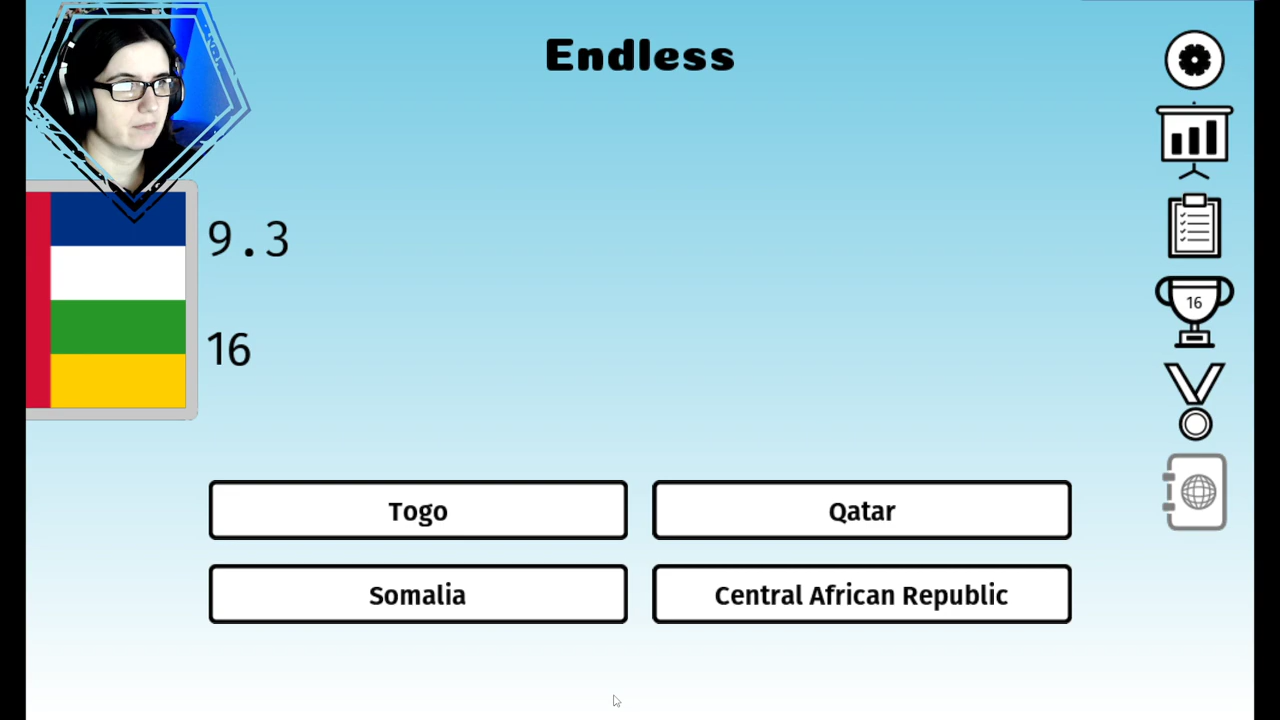 Endless
9.3
16
16
Togo
Qatar
Somalia
Central African Republic